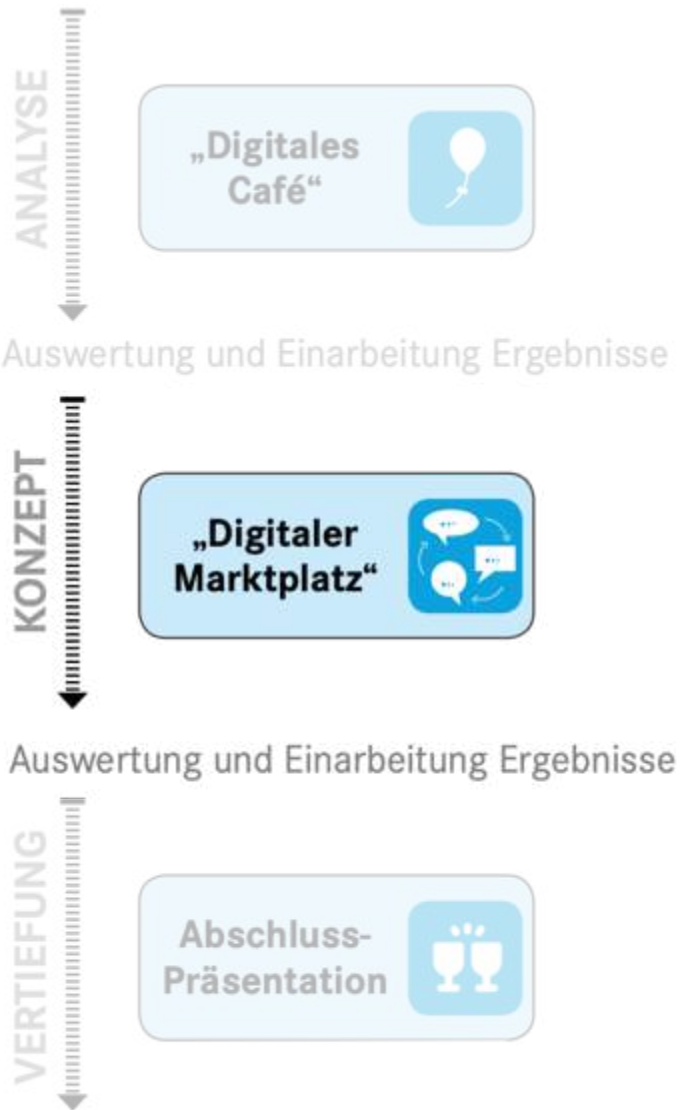 ANALYSE
„Digitales
Café“
Auswertung und Einarbeitung Ergebnisse
KONZEPT
„Digitaler
Marktplatz“
Auswertung und Einarbeitung Ergebnisse
VERTIEFUNG
Abschluss-
Präsentation